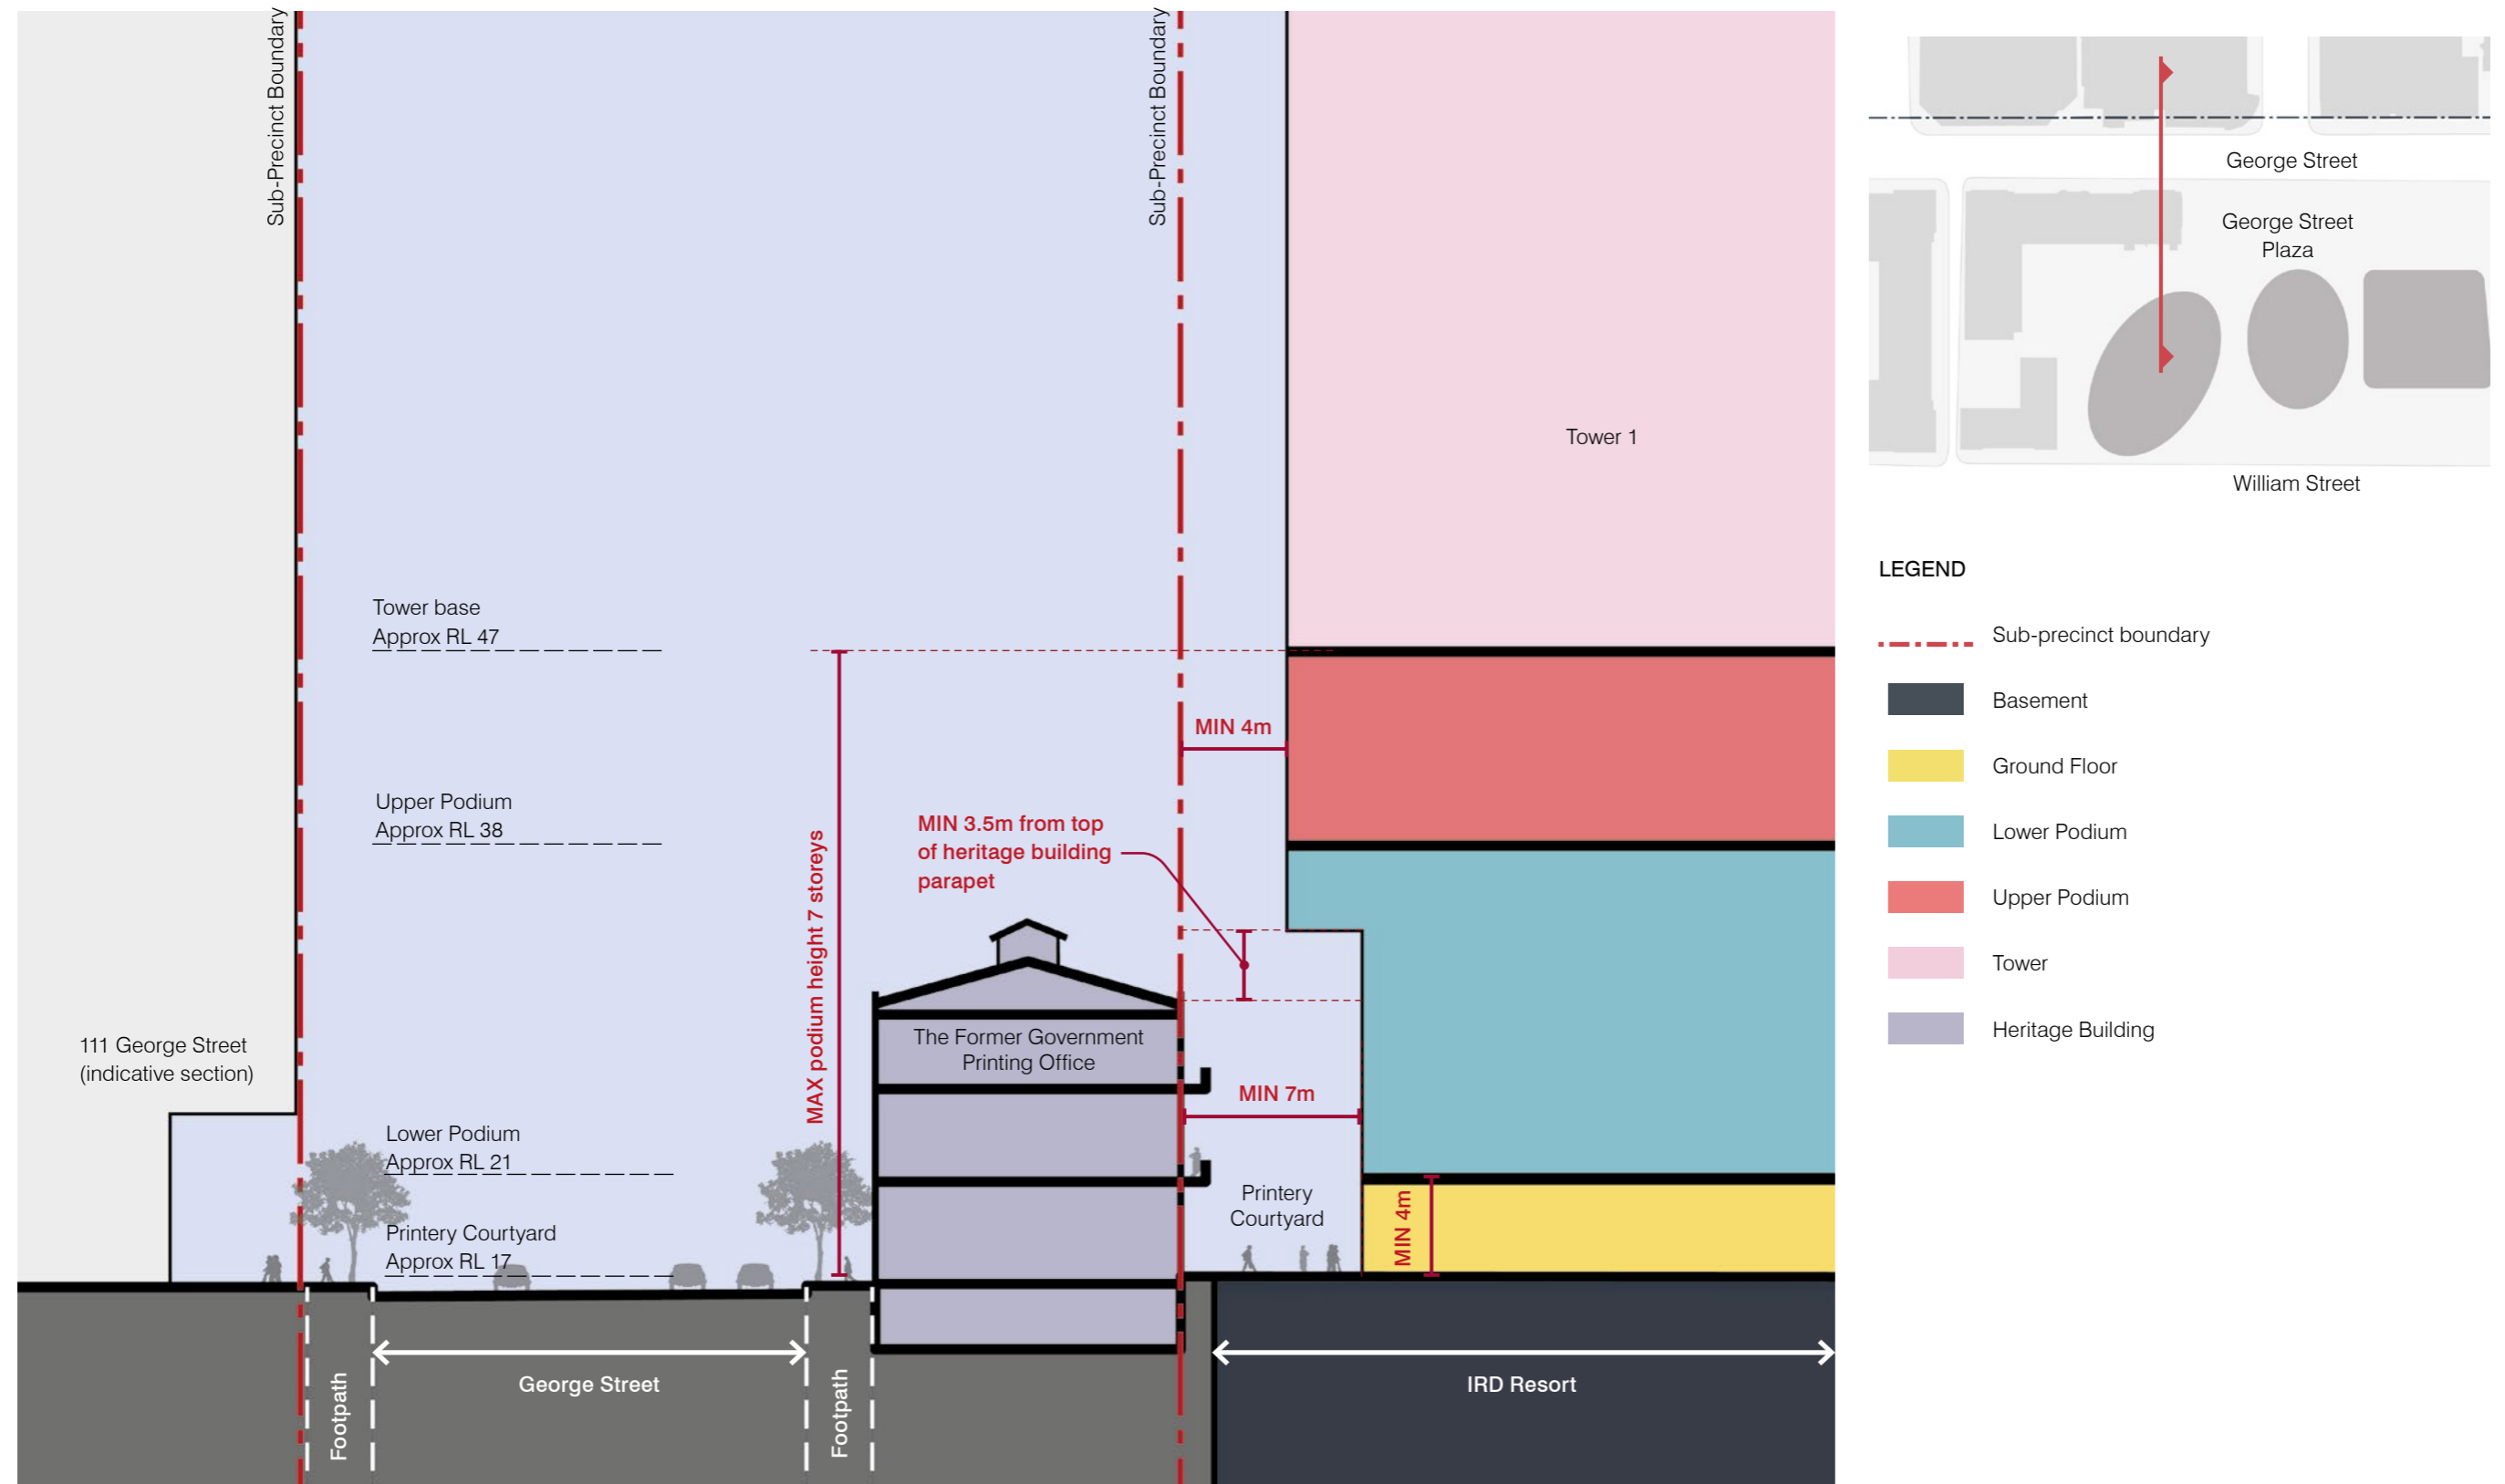 Sub-Precinct Boundary
Sub-Precinct Boundary
Tower 1
Tower base
Approx RL 47
MIN 4m
Upper Podium
Approx RL 38
MIN 3.5m from top
of heritage building
parapet
MAX podium height 7 storeys
The Former Government
Printing Office
111 George Street
(indicative section)
MIN 7m
Lower Podium
Approx RL 21
Printery
Courtyard
MIN 4m
Printery Courtyard
Approx RL 17
Footpath
George Street
Footpath
IRD Resort
George Street
George Street
Plaza
William Street
LEGEND
Sub-precinct boundary
Basement
Ground Floor
Lower Podium
Upper Podium
Tower
Heritage Building